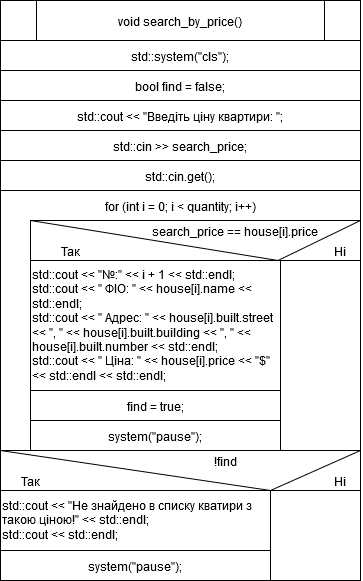 void search_by_price()
std::system("cls");
bool find = false;
std::cout << "Введіть ціну квартири: ";
std::cin >> search_price;
std::cin.get();
for (int i = 0; i < quantity; i++)
search_price == house[i].price
Так
Ні
std::cout << "№:" << i + 1 << std::endl;
std::cout << " ФІО: " << house[i].name <<
std::endl;
std::cout << " Адрес: " << house[i].built.street
<< ", " << house[i].built.building << ", " <<
house[i].built.number << std::endl;
std::cout << " Ціна: " << house[i].price << "$"
<< std::endl << std::endl;
find = true;
system("pause");
!find
Так
Ні
std::cout << "Не знайдено в списку кватири з
такою ціною!" << std::endl;
std::cout << std::endl;
system("pause");